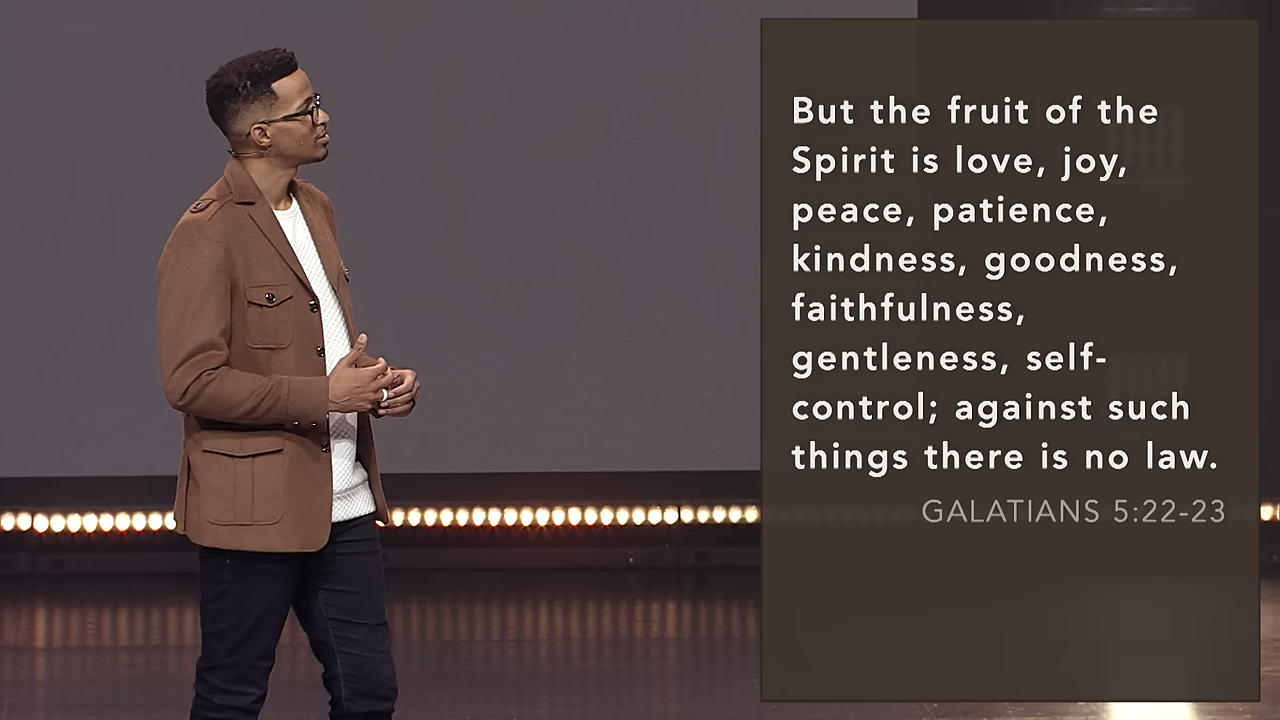 But the fruit of the
Spirit is love, joy,
peace, patience,
kindness, goodness,
faithfulness,
gentleness, self-
control; against such
things there is no law.
GALATIANS 5:22-23